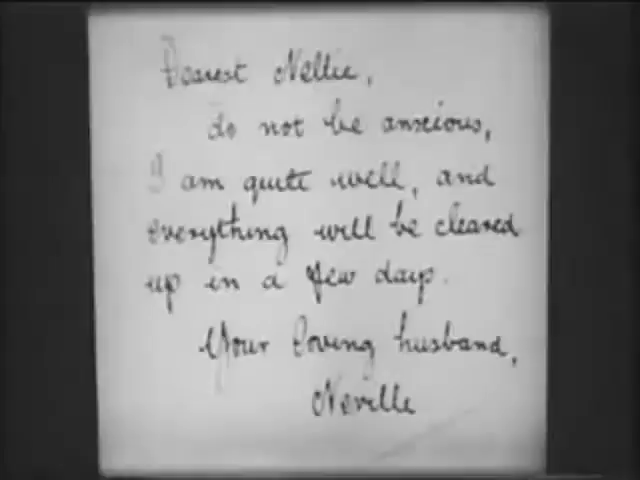 Dearest Nellie,
do not be anxious,
I am quite well, and
everything will be cleared
up in a few days.
Your loving husband,
Neville